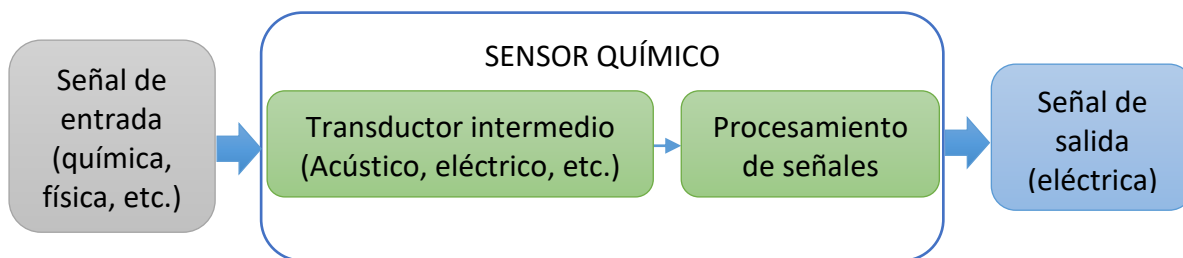 SENSOR QUÍMICO
Señal de
entrada
(química,
física, etc.)
Transductor intermedio
(Acústico, eléctrico, etc.)
Procesamiento
de señales
Señal de
salida
(eléctrica)